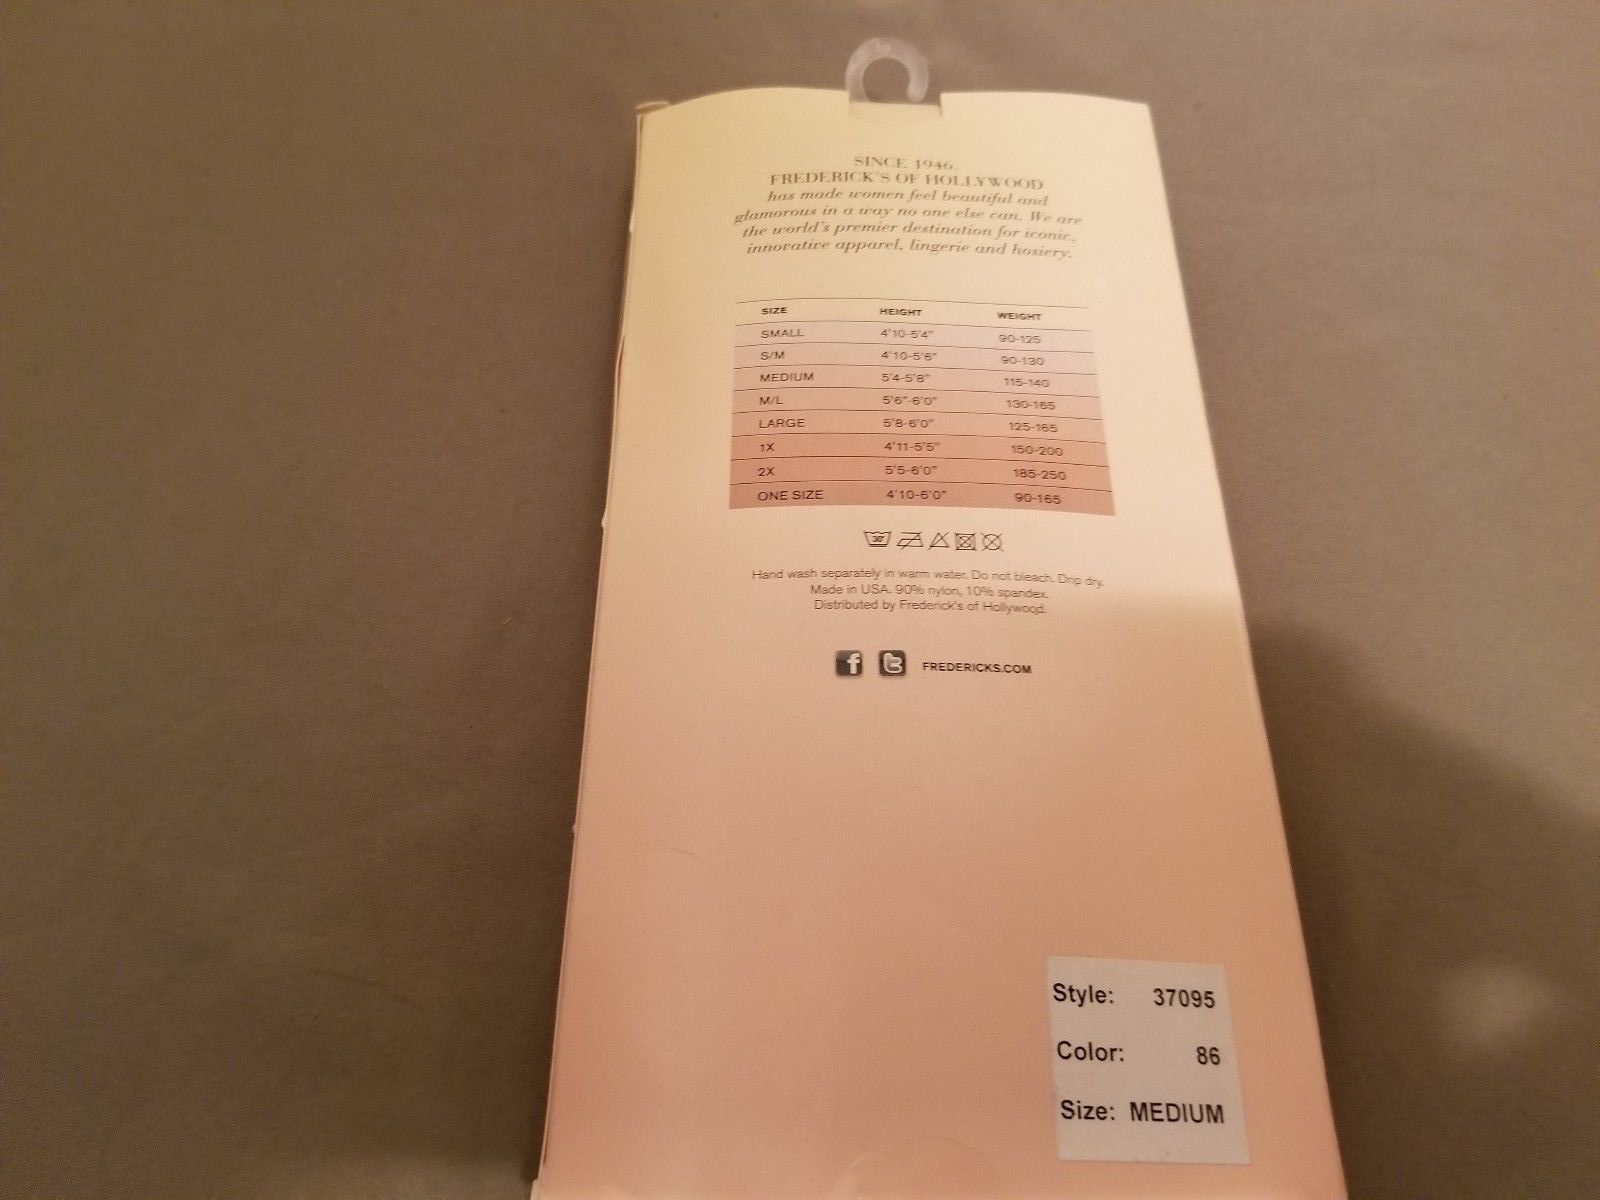 SINCE 1946,
FREDERICK'S OF HOLLYWOOD
has made women feel beautiful and
glamorous in a way no one else can. We are
the world's premier destination for iconic,
innovative apparel, lingerie and hosiery.
SIZE HEIGHT WEIGHT
SMALL 4'10-5'4" 90-125
S/M 4'10-5'6" 90-130
MEDIUM 5'4-5'8" 115-140
M/L 5'6"-6'0" 130-165
LARGE 5'8-6'0" 125-165
1X 4'11-5'5" 150-200
2X 5'5-6'0" 185-250
ONE SIZE 4'10-6'0" 90-165
30°
Hand wash separately in warm water. Do not bleach. Drip dry.
Made in USA. 90% nylon, 10% spandex.
Distributed by Frederick's of Hollywood.
f t FREDERICKS.COM
Style: 37095
Color: 86
Size: MEDIUM